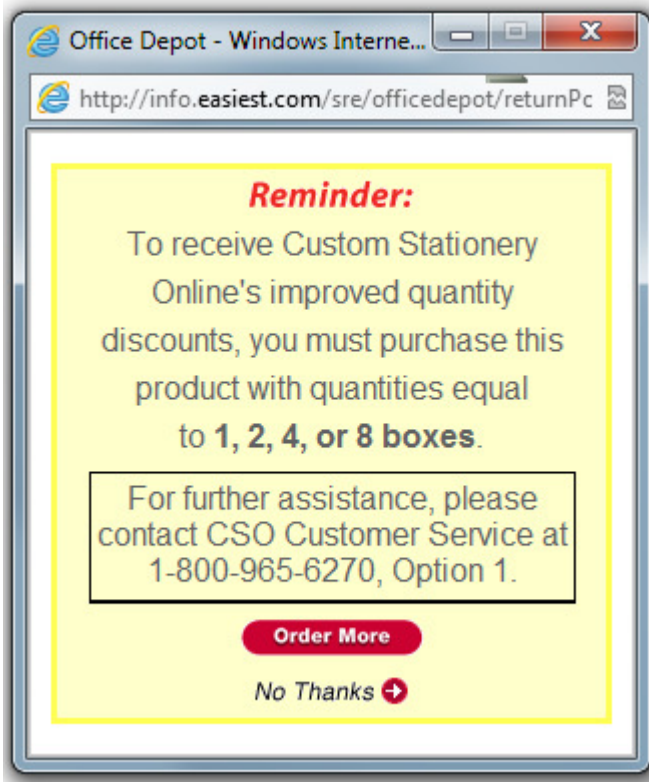 Office Depot - Windows Interne...
http://info.easiest.com/sre/officedepot/returnPc
Reminder:
To receive Custom Stationery
Online's improved quantity
discounts, you must purchase this
product with quantities equal
to 1, 2, 4, or 8 boxes.
For further assistance, please
contact CSO Customer Service at
1-800-965-6270, Option 1.
Order More
No Thanks